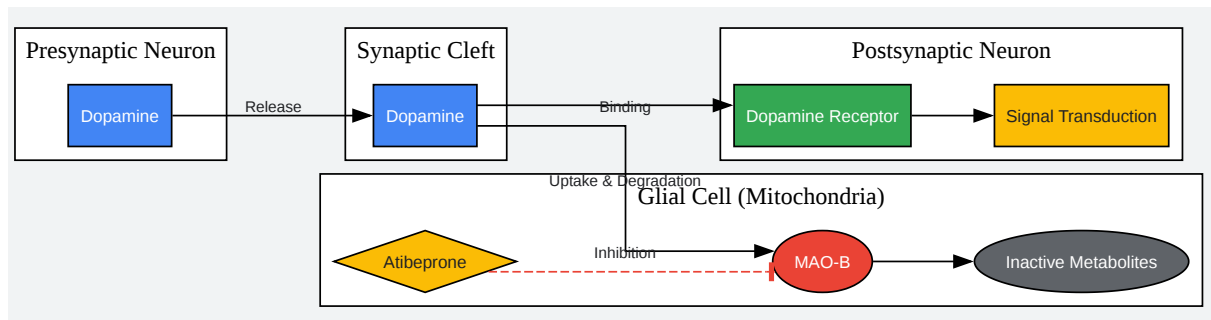 Presynaptic Neuron
Dopamine
Release
Synaptic Cleft
Dopamine
Binding
Postsynaptic Neuron
Dopamine Receptor
Signal Transduction
Uptake & Degradation
Glial Cell (Mitochondria)
Atibeprone
Inhibition
MAO-B
Inactive Metabolites